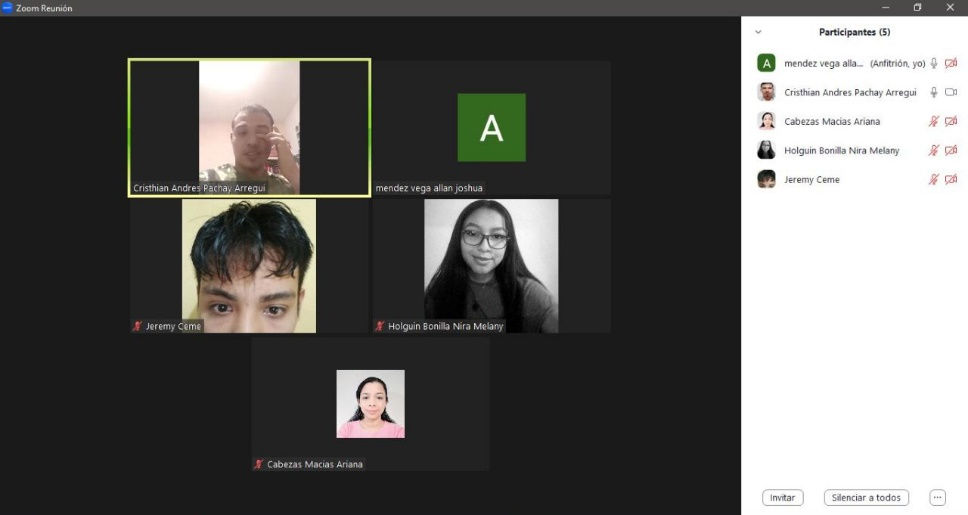 Zoom Reunión
Cristhian Andres Pachay Arregui
A
mendez vega allan joshua
Jeremy Ceme
Holguin Bonilla Nira Melany
Cabezas Macias Ariana
Participantes (5)
A mendez vega alla... (Anfitrión, yo)
Cristhian Andres Pachay Arregui
Cabezas Macias Ariana
Holguin Bonilla Nira Melany
Jeremy Ceme
Invitar
Silenciar a todos
...